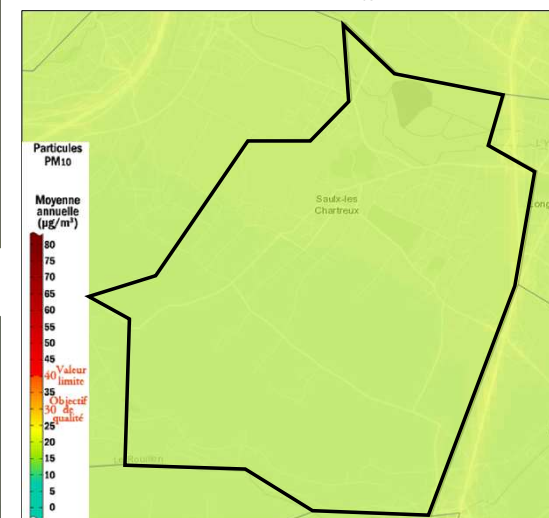 Particules
PM10
Moyenne
annuelle
(µg/m³)
80
75
70
65
60
55
50
45
40 Valeur
limite
35
Objectif
30 de
qualité
25
20
15
10
5
0
Saulx-les
Chartreux